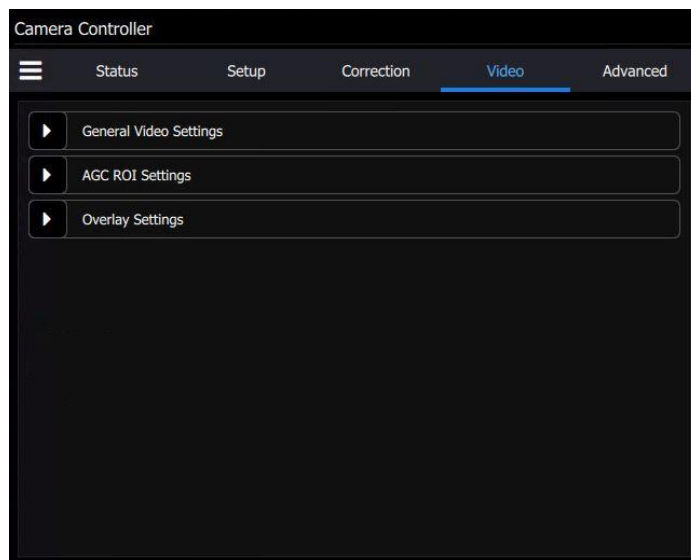 Camera Controller
Status Setup Correction Video Advanced
General Video Settings
AGC ROI Settings
Overlay Settings